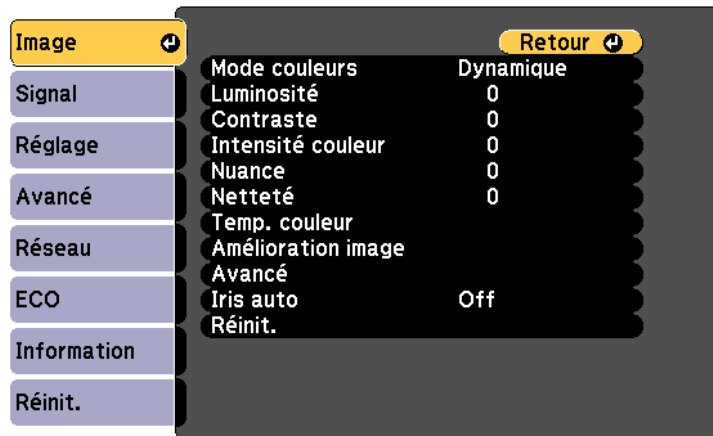 Image
Signal
Réglage
Avancé
Réseau
ECO
Information
Réinit.
Retour
Mode couleurs Dynamique
Luminosité 0
Contraste 0
Intensité couleur 0
Nuance 0
Netteté 0
Temp. couleur
Amélioration image
Avancé
Iris auto Off
Réinit.